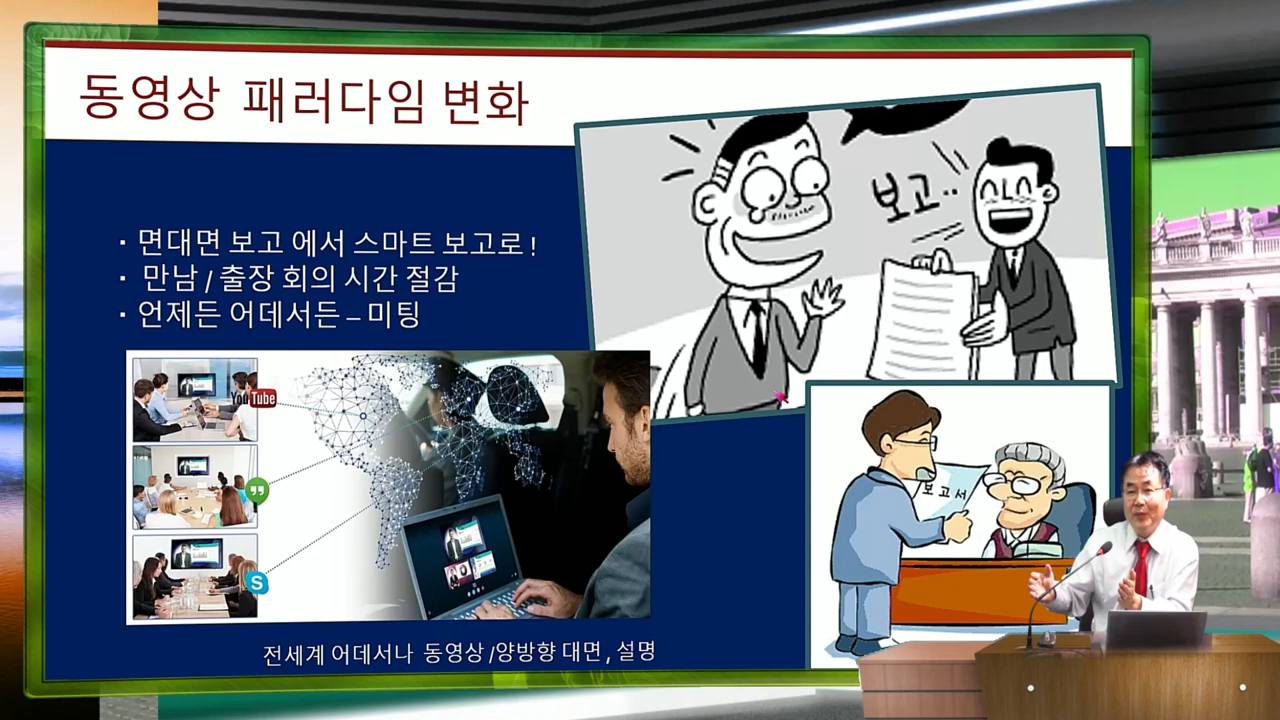 동영상 패러다임 변화
보고..
▪ 면대면 보고 에서 스마트 보고로 !
▪ 만남 / 출장 회의 시간 절감
▪ 언제든 어데서든 – 미팅
YouTube
S
보고서
전세계 어데서나 동영상 /양방향 대면 , 설명